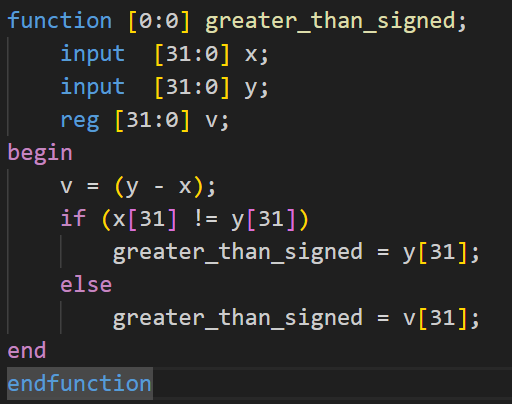 function [0:0] greater_than_signed;
    input  [31:0] x;
    input  [31:0] y;
    reg [31:0] v;
begin
    v = (y - x);
    if (x[31] != y[31])
        greater_than_signed = y[31];
    else
        greater_than_signed = v[31];
end
endfunction